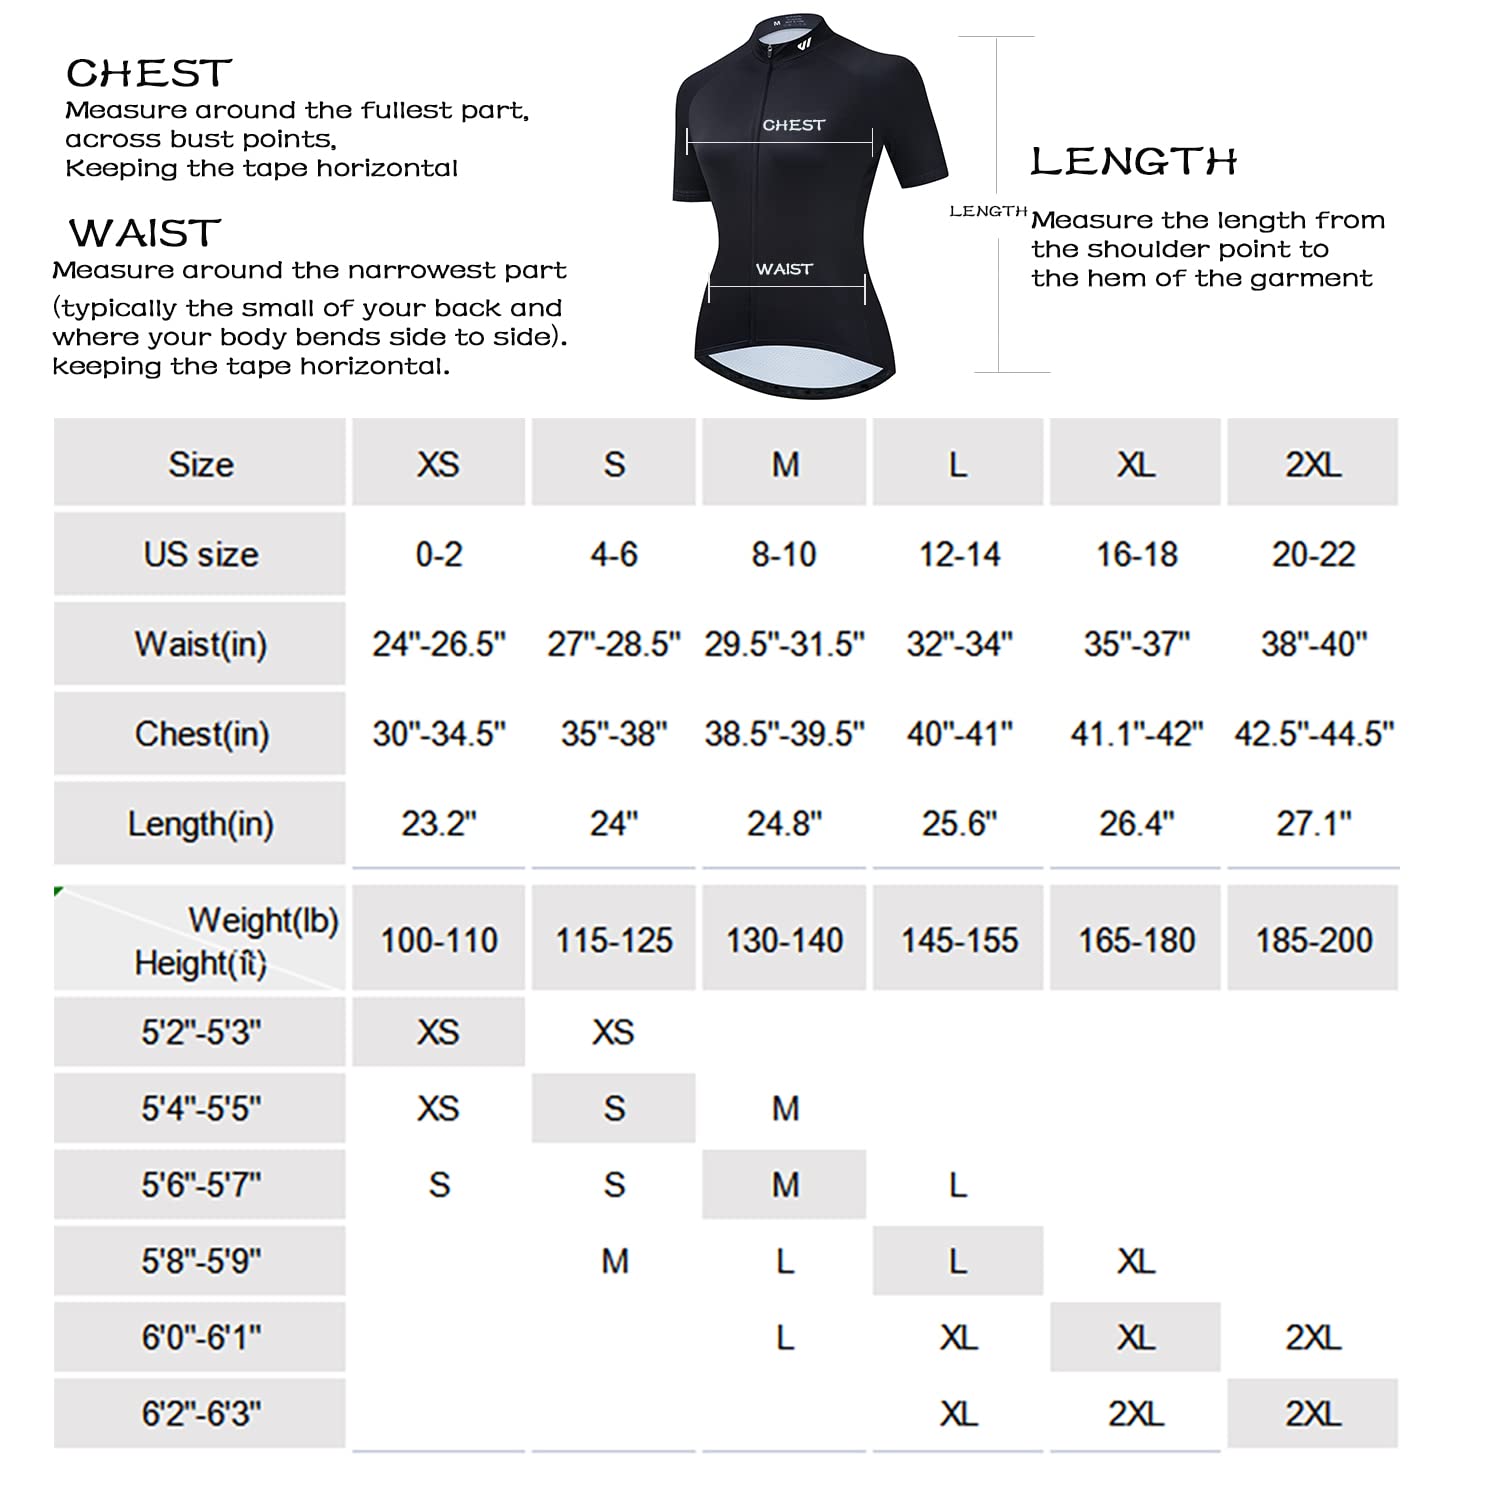 M
CHEST
Measure around the fullest part,
across bust points,
Keeping the tape horizontal
WAIST
Measure around the narrowest part
(typically the small of your back and
where your body bends side to side).
keeping the tape horizontal.
CHEST
WAIST
LENGTH
LENGTH
Measure the length from
the shoulder point to
the hem of the garment
Size XS S M L XL 2XL
US size 0-2 4-6 8-10 12-14 16-18 20-22
Waist(in) 24"-26.5" 27"-28.5" 29.5"-31.5" 32"-34" 35"-37" 38"-40"
Chest(in) 30"-34.5" 35"-38" 38.5"-39.5" 40"-41" 41.1"-42" 42.5"-44.5"
Length(in) 23.2" 24" 24.8" 25.6" 26.4" 27.1"
Weight(lb)
Height(ft) 100-110 115-125 130-140 145-155 165-180 185-200
5'2"-5'3" XS XS
5'4"-5'5" XS S M
5'6"-5'7" S S M L
5'8"-5'9" M L L XL
6'0"-6'1" L XL XL 2XL
6'2"-6'3" XL 2XL 2XL